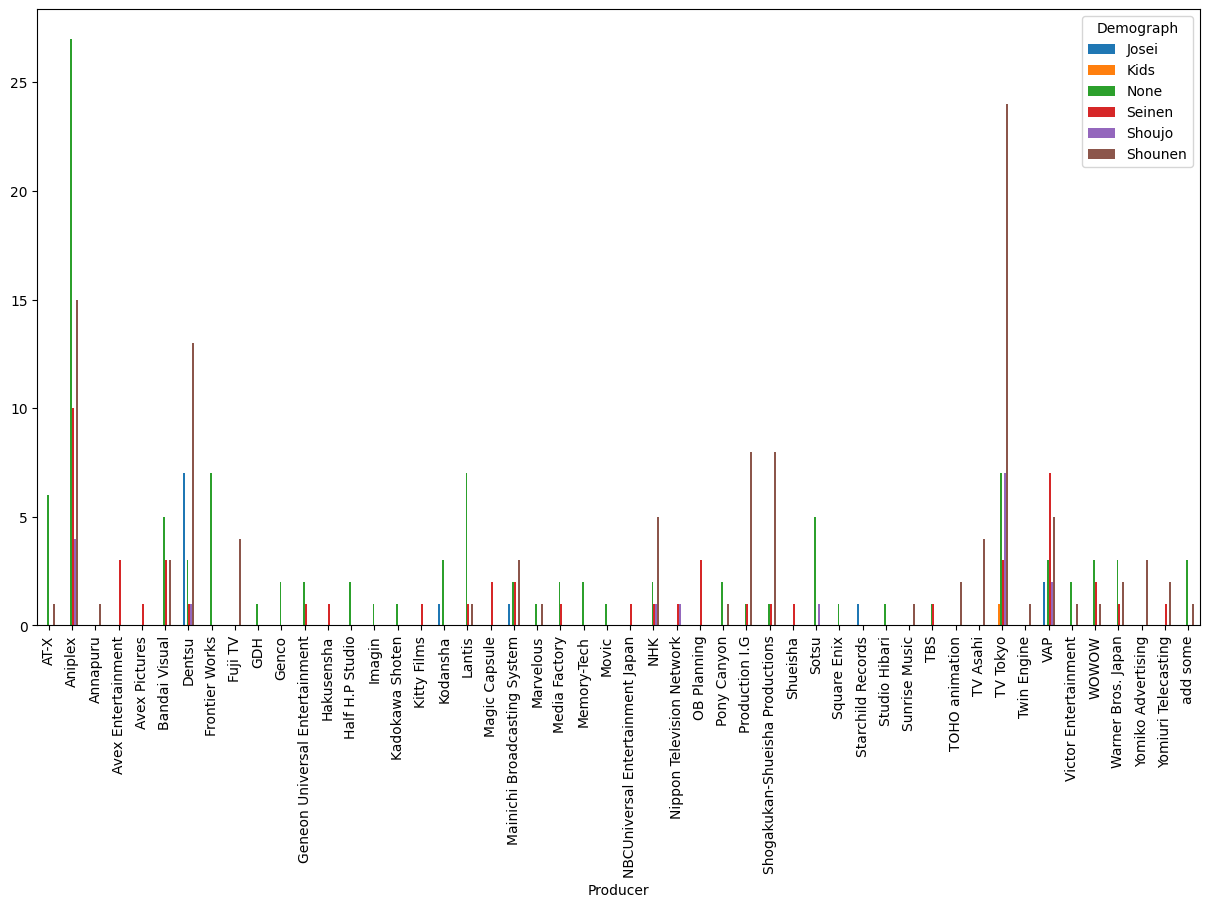 Demograph
Josei
Kids
None
Seinen
Shoujo
Shounen
25
20
15
10
5
0
AT-X
Aniplex
Annapuru
Avex Entertainment
Avex Pictures
Bandai Visual
Dentsu
Frontier Works
Fuji TV
GDH
Genco
Geneon Universal Entertainment
Hakusensha
Half H.P Studio
Imagin
Kadokawa Shoten
Kitty Films
Kodansha
Lantis
Magic Capsule
Mainichi Broadcasting System
Marvelous
Media Factory
Memory-Tech
Movic
NBCUniversal Entertainment Japan
NHK
Nippon Television Network
OB Planning
Pony Canyon
Production I.G
Shogakukan-Shueisha Productions
Shueisha
Sotsu
Square Enix
Starchild Records
Studio Hibari
Sunrise Music
TBS
TOHO animation
TV Asahi
TV Tokyo
Twin Engine
VAP
Victor Entertainment
WOWOW
Warner Bros. Japan
Yomiko Advertising
Yomiuri Telecasting
add some
Producer